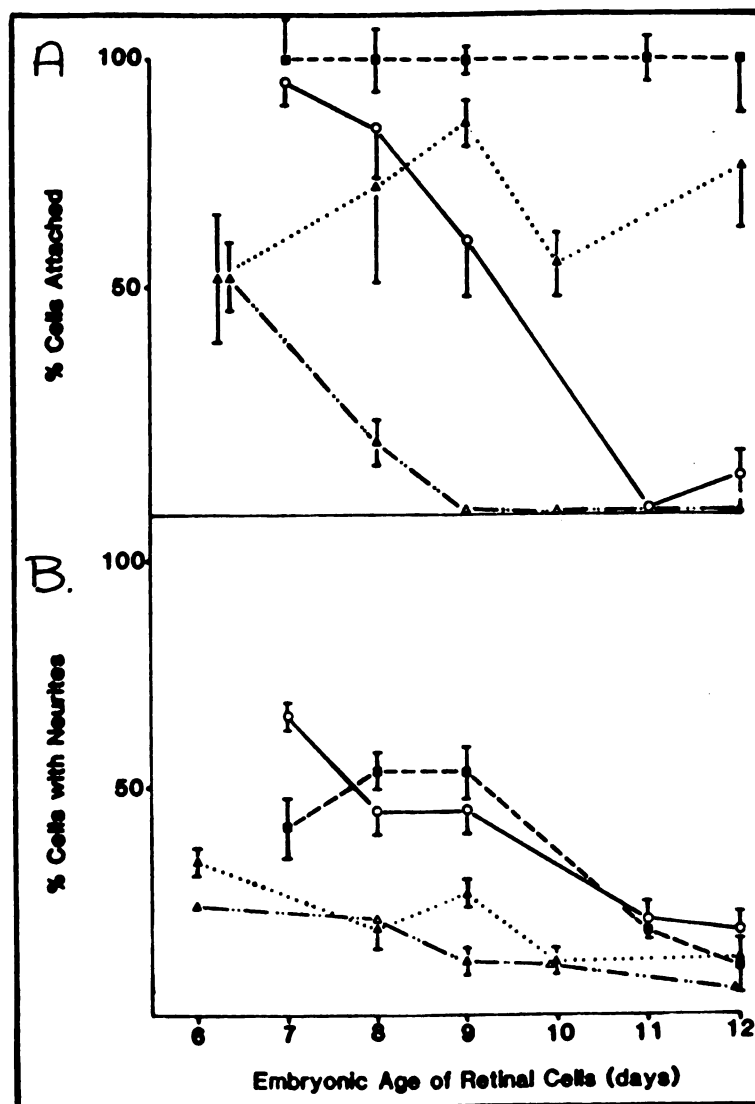 A
100
% Cells Attached
50
B.
100
% Cells with Neurites
50
6 7 8 9 10 11 12
Embryonic Age of Retinal Cells (days)